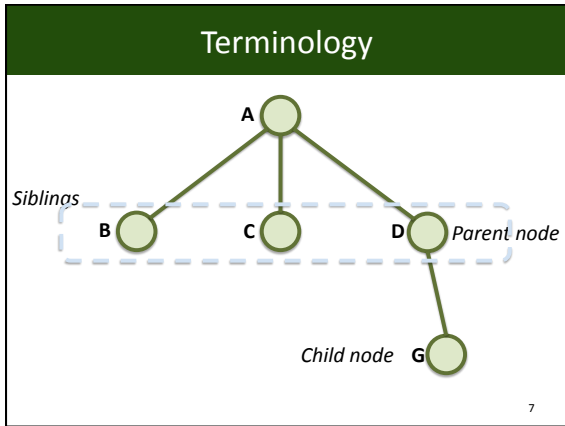 Terminology
A
Siblings
B C D Parent node
Child node G
7